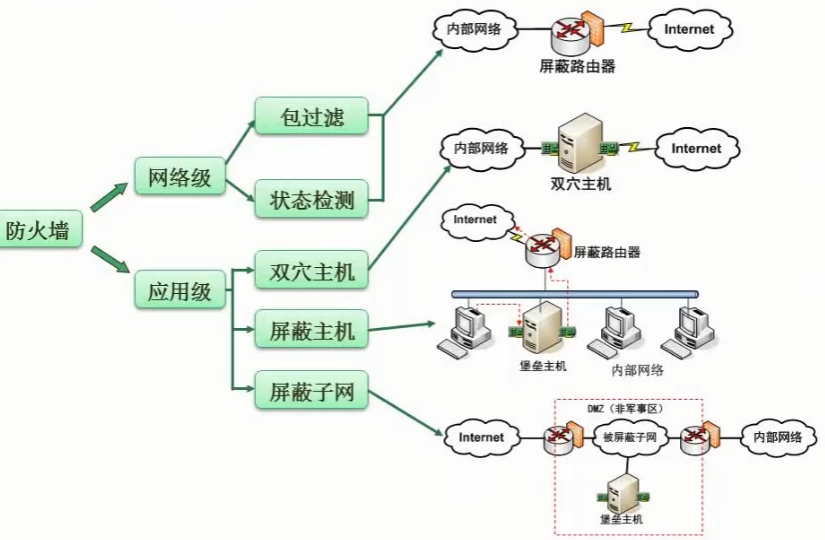 防火墙
网络级
包过滤
状态检测
应用级
双穴主机
屏蔽主机
屏蔽子网
内部网络
Internet
屏蔽路由器
内部网络
Internet
双穴主机
Internet
屏蔽路由器
堡垒主机
内部网络
DMZ（非军事区）
Internet
被屏蔽子网
内部网络
堡垒主机